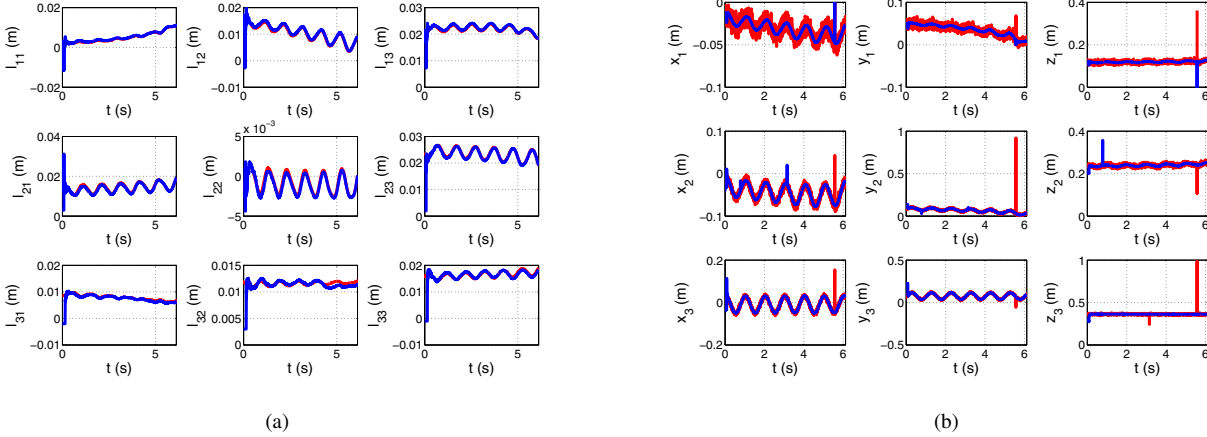 l11 (m)
0.02
0
−0.02
0 5
t (s)
l12 (m)
0.02
0.01
0
−0.01
0 5
t (s)
l13 (m)
0.03
0.02
0.01
0
−0.01
0 5
t (s)
l21 (m)
0.04
0.02
0
0 5
t (s)
x 10−3
l22 (m)
5
0
−5
0 5
t (s)
l23 (m)
0.03
0.02
0.01
0
0 5
t (s)
l31 (m)
0.02
0.01
0
−0.01
0 5
t (s)
l32 (m)
0.015
0.01
0.005
0
0 5
t (s)
l33 (m)
0.02
0.01
0
−0.01
0 5
t (s)
(a)
x1 (m)
0
−0.05
−0.1
0 2 4 6
t (s)
y1 (m)
0.1
0
−0.1
0 2 4 6
t (s)
z1 (m)
0.4
0.2
0
0 2 4 6
t (s)
x2 (m)
0.1
0
−0.1
0 2 4 6
t (s)
y2 (m)
1
0.5
0
0 2 4 6
t (s)
z2 (m)
0.4
0.2
0
0 2 4 6
t (s)
x3 (m)
0.2
0
−0.2
0 2 4 6
t (s)
y3 (m)
0.5
0
−0.5
0 2 4 6
t (s)
z3 (m)
1
0.5
0
0 2 4 6
t (s)
(b)